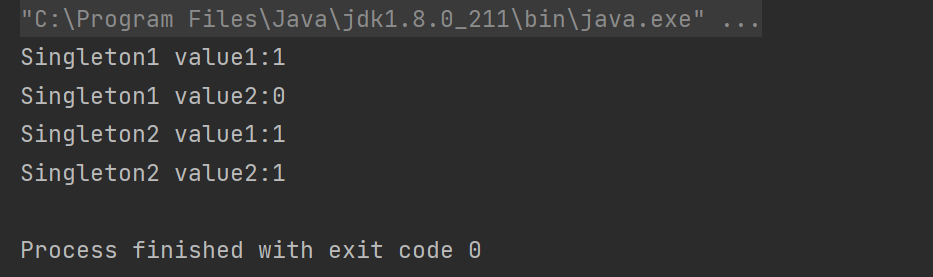 "C:\Program Files\Java\jdk1.8.0_211\bin\java.exe" ...
Singleton1 value1:1
Singleton1 value2:0
Singleton2 value1:1
Singleton2 value2:1
Process finished with exit code 0